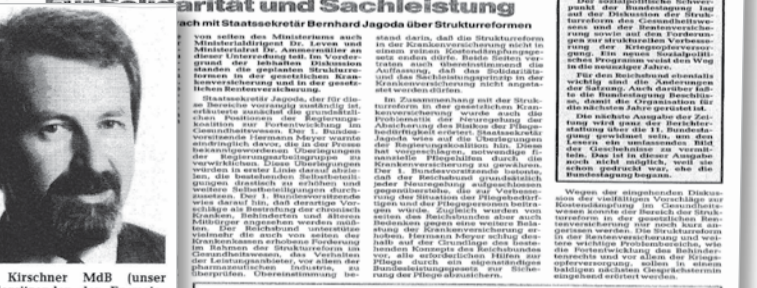 arität und Sachleistung
ach mit Staatssekretär Bernhard Jagoda über Strukturreformen
von seiten des Ministeriums auch
Ministerialdirigent Dr. Leven und
Ministerialrat Dr. Ammermüller an
dieser Unterredung teil. Im Vorder-
grund der lebhaften Diskussion
standen die geplanten Strukturre-
formen in der gesetzlichen Kran-
kenversicherung und in der gesetz-
lichen Rentenversicherung.
Staatssekretär Jagoda, der für die-
se Bereiche vorrangig zuständig ist,
erläuterte zunächst die grundsätzli-
chen Positionen der Regierungs-
koalition zur Fortentwicklung im
Gesundheitswesen. Der 1. Bundes-
vorsitzende Hermann Meyer warnte
eindringlich davor, die in der Presse
bekanntgewordenen Überlegungen
der Regierungsarbeitsgruppe zu
verwirklichen. Diese Überlegungen
würden in erster Linie darauf abzie-
len, die bestehenden Selbstbeteili-
gungen drastisch zu erhöhen und
weitere Selbstbeteiligungen durch-
zusetzen. Der 1. Bundesvorsitzende
wies darauf hin, daß derartige Vor-
schläge als Bestrafung der chronisch
Kranken, Behinderten und älteren
Mitbürger angesehen werden müß-
ten. Der Reichsbund unterstütze
vielmehr die auch von seiten der
Krankenkassen erhobene Forderung
im Rahmen der Strukturreform im
Gesundheitswesen, das Verhalten
der Leistungsanbieter, vor allem der
pharmazeutischen Industrie, zu
überprüfen. Übereinstimmung be-
stand darin, daß die Strukturreform
in der Krankenversicherung nicht in
einem reinen Kostendämpfungsge-
setz enden dürfe. Beide Seiten ver-
traten auch übereinstimmend die
Auffassung, daß das Solidaritäts-
und das Sachleistungsprinzip in der
Krankenversicherung nicht angeta-
stet werden dürfen.
Im Zusammenhang mit der Struk-
turreform in der gesetzlichen Kran-
kenversicherung wurde auch die
Problematik der Neuregelung der
Absicherung des Risikos der Pflege-
bedürftigkeit erörtert. Staatssekretär
Jagoda wies auf die Überlegungen
der Regierungskoalition hin. Diese
hat vorgeschlagen, notwendige fi-
nanzielle Pflegehilfen durch die
Krankenversicherung zu gewähren.
Der 1. Bundesvorsitzende betonte,
daß der Reichsbund grundsätzlich
jeder Neuregelung aufgeschlossen
gegenüberstehe, die zur Verbesse-
rung der Situation der Pflegebedürf-
tigen und der Pflegepersonen beitra-
gen würde. Zugleich wurden von
seiten des Reichsbundes aber auch
Bedenken gegen eine weitere Bela-
stung der Krankenversicherung er-
hoben. Hermann Meyer schlug des-
halb auf der Grundlage des beste-
henden Konzepts des Reichsbundes
vor, alle erforderlichen Hilfen zur
Pflege durch ein eigenständiges
Bundesleistungsgesetz zur Siche-
rung der Pflege abzusichern.
Der sozialpolitische Schwer-
punkt der Bundestagung lag
auf der Diskussion der Struk-
turreform des Gesundheitswe-
sens und der Rentenversiche-
rung sowie auf den Forderun-
gen zur strukturellen Verbesse-
rung der Kriegsopferversor-
gung. Ein neues Sozialpoliti-
sches Programm weist den Weg
in die neunziger Jahre.
Für den Reichsbund ebenfalls
wichtig sind die Änderungen
der Satzung. Auch darüber faß-
te die Bundestagung Beschlüs-
se, damit die Organisation für
die nächsten Jahre gerüstet ist.
Die nächste Ausgabe der Zei-
tung wird ganz der Berichter-
stattung über die 11. Bundesta-
gung gewidmet sein, um den
Lesern ein umfassendes Bild
der Geschehnisse zu vermit-
teln. Das ist in dieser Ausgabe
noch nicht möglich, weil sie
schon gedruckt war, ehe die
Bundestagung begann.
Wegen der eingehenden Diskus-
sion der vielfältigen Vorschläge zur
Kostendämpfung im Gesundheits-
wesen konnte der Bereich der Struk-
turreform in der gesetzlichen Ren-
tenversicherung nur noch kurz an-
gerissen werden. Die Strukturreform
in der Rentenversicherung und wei-
tere wichtige Problembereiche, wie
die Fortentwicklung des Behinder-
tenrechts und vor allem der Kriegs-
opferversorgung, sollen in einem
baldigen nächsten Gesprächstermin
eingehend erörtert werden.
Kirschner MdB (unser